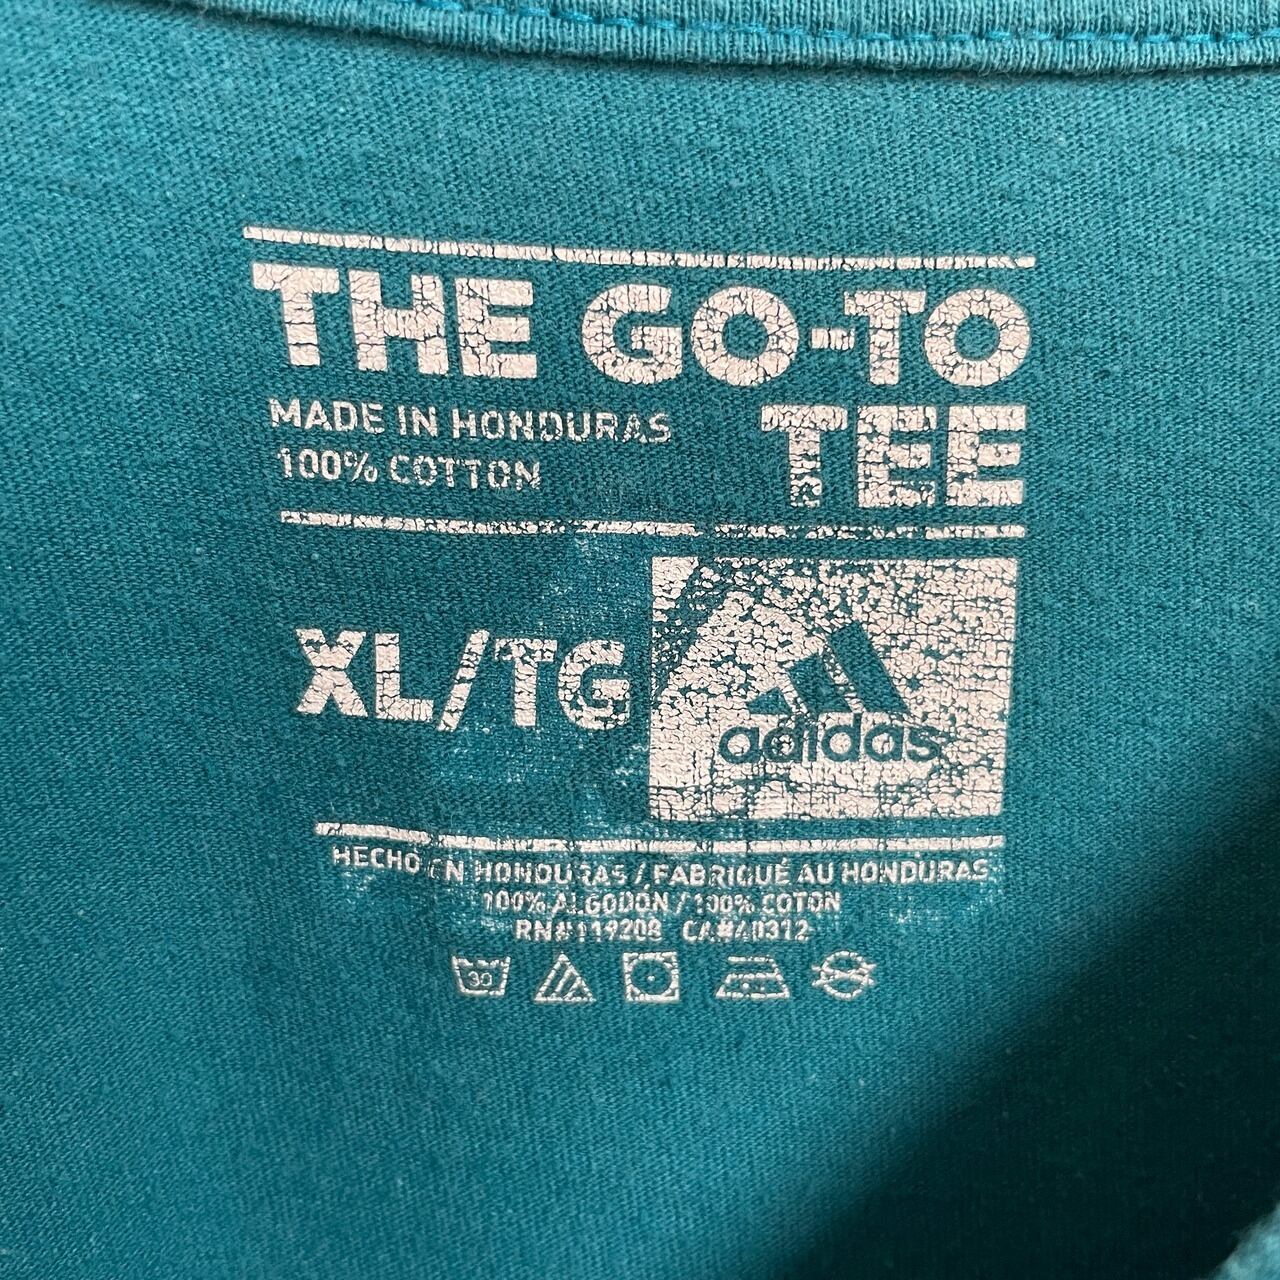 THE GO-TO
TEE
MADE IN HONDURAS
100% COTTON
XL/TG
adidas
HECHO EN HONDURAS / FABRIQUÉ AU HONDURAS
100% ALGODÓN / 100% COTON
RN#119208 CA#40312
30